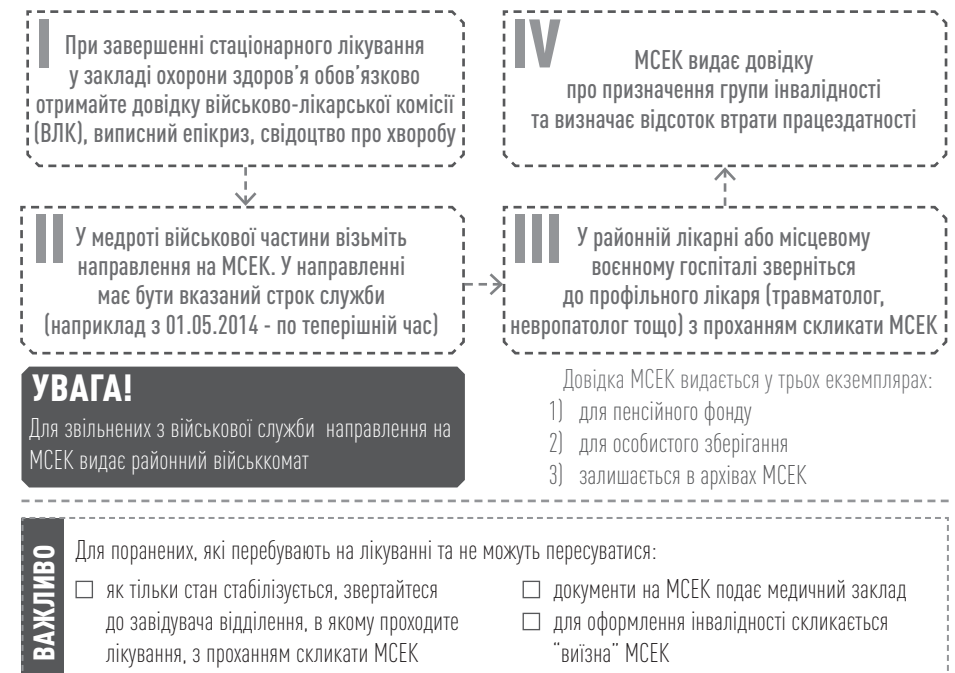 I
При завершенні стаціонарного лікування
у закладі охорони здоров'я обов'язково
отримайте довідку військово-лікарської комісії
(ВЛК), виписний епікриз, свідоцтво про хворобу
II
У медроті військової частини візьміть
направлення на МСЕК. У направленні
має бути вказаний строк служби
(наприклад з 01.05.2014 - по теперішній час)
III
У районній лікарні або місцевому
воєнному госпіталі зверніться
до профільного лікаря (травматолог,
невропатолог тощо) з проханням скликати МСЕК
IV
МСЕК видає довідку
про призначення групи інвалідності
та визначає відсоток втрати працездатності
УВАГА!
Для звільнених з військової служби направлення на
МСЕК видає районний військкомат
Довідка МСЕК видається у трьох екземплярах:
1) для пенсійного фонду
2) для особистого зберігання
3) залишається в архівах МСЕК
ВАЖЛИВО
Для поранених, які перебувають на лікуванні та не можуть пересуватися:
☐ як тільки стан стабілізується, звертайтеся
до завідувача відділення, в якому проходите
лікування, з проханням скликати МСЕК
☐ документи на МСЕК подає медичний заклад
☐ для оформлення інвалідності скликається
"виїзна" МСЕК